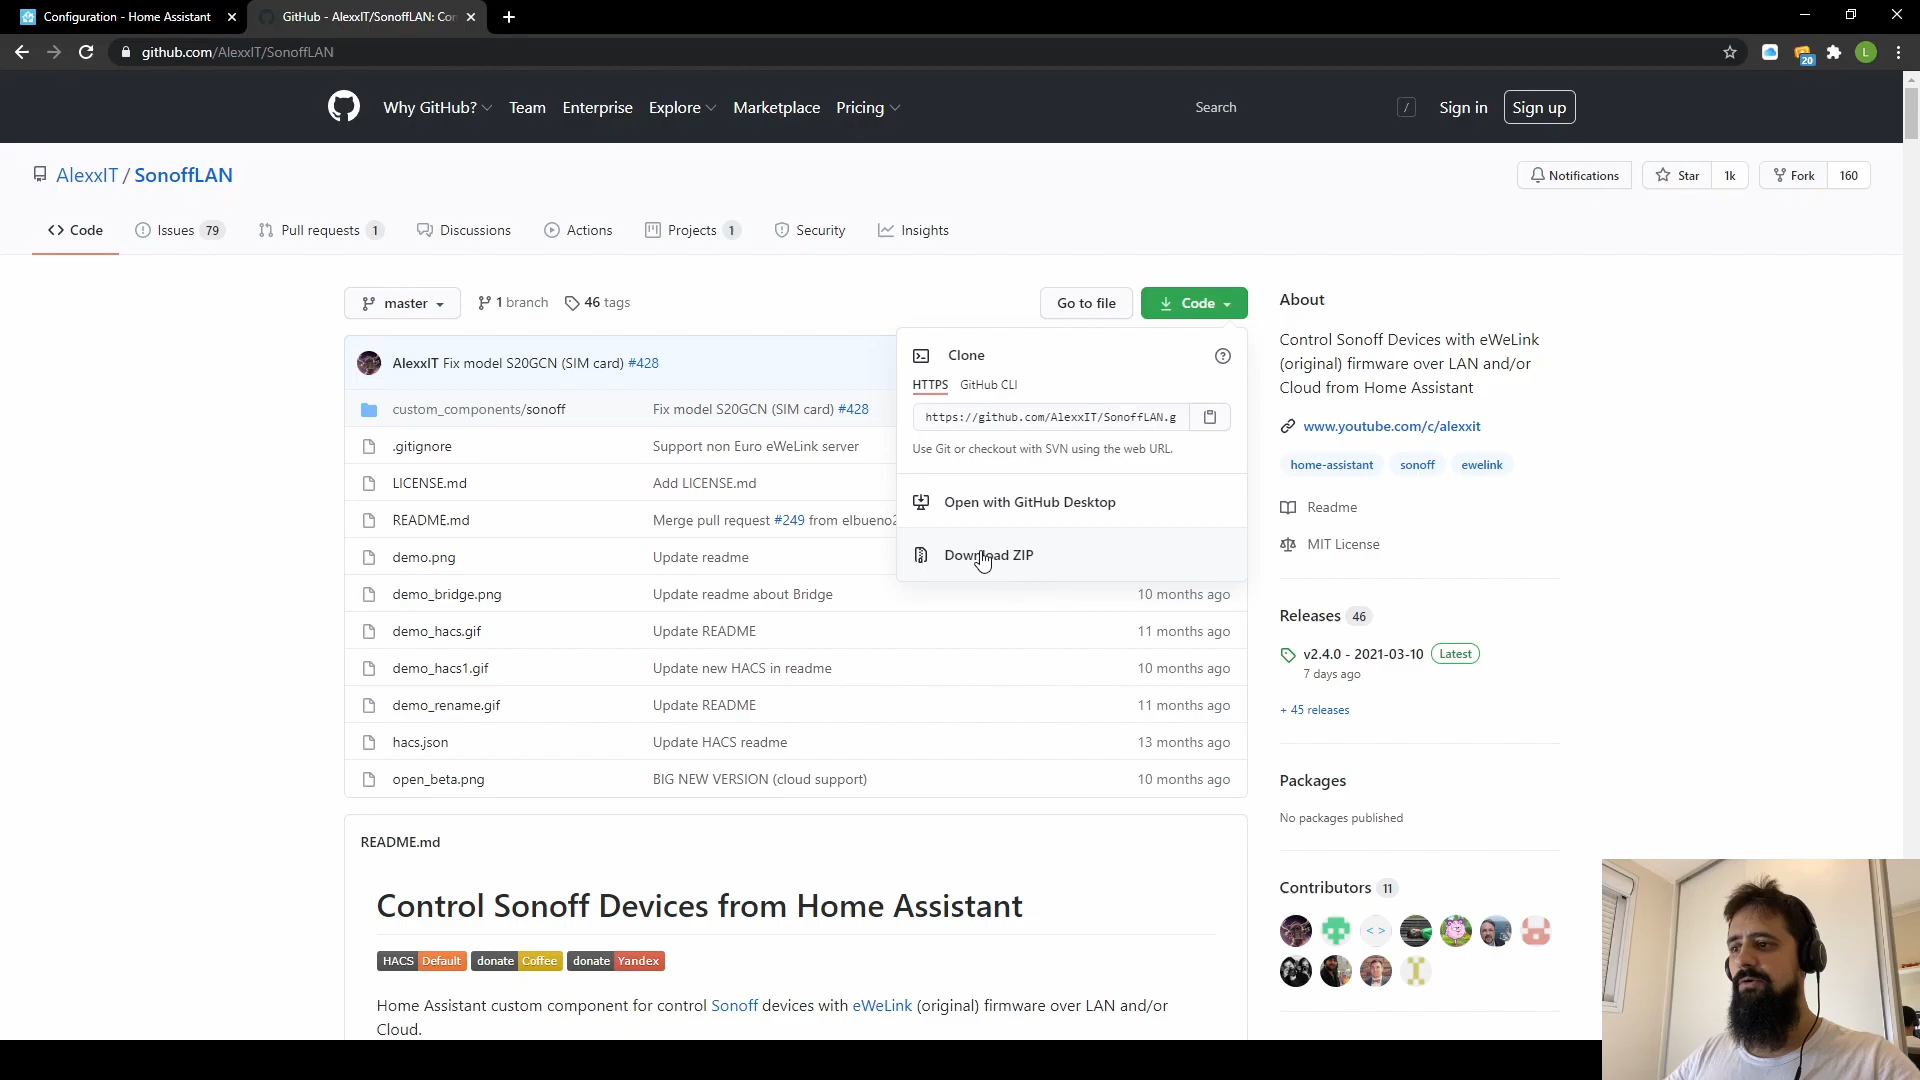 Configuration - Home Assistant
GitHub - AlexxIT/SonoffLAN: Con
github.com/AlexxIT/SonoffLAN
20
L
Why GitHub?
Team
Enterprise
Explore
Marketplace
Pricing
Search
/
Sign in
Sign up
AlexxIT / SonoffLAN
Notifications
Star 1k
Fork 160
Code
Issues 79
Pull requests 1
Discussions
Actions
Projects 1
Security
Insights
master
1 branch
46 tags
Go to file
Code
AlexxIT Fix model S20GCN (SIM card) #428
custom_components/sonoff Fix model S20GCN (SIM card) #428
.gitignore Support non Euro eWeLink server
LICENSE.md Add LICENSE.md
README.md Merge pull request #249 from elbueno2
demo.png Update readme
demo_bridge.png Update readme about Bridge 10 months ago
demo_hacs.gif Update README 11 months ago
demo_hacs1.gif Update new HACS in readme 10 months ago
demo_rename.gif Update README 11 months ago
hacs.json Update HACS readme 13 months ago
open_beta.png BIG NEW VERSION (cloud support) 10 months ago
Clone
HTTPS GitHub CLI
https://github.com/AlexxIT/SonoffLAN.g
Use Git or checkout with SVN using the web URL.
Open with GitHub Desktop
Download ZIP
README.md
Control Sonoff Devices from Home Assistant
HACS Default donate Coffee donate Yandex
Home Assistant custom component for control Sonoff devices with eWeLink (original) firmware over LAN and/or
Cloud.
About
Control Sonoff Devices with eWeLink
(original) firmware over LAN and/or
Cloud from Home Assistant
www.youtube.com/c/alexxit
home-assistant sonoff ewelink
Readme
MIT License
Releases 46
v2.4.0 - 2021-03-10 Latest
7 days ago
+ 45 releases
Packages
No packages published
Contributors 11